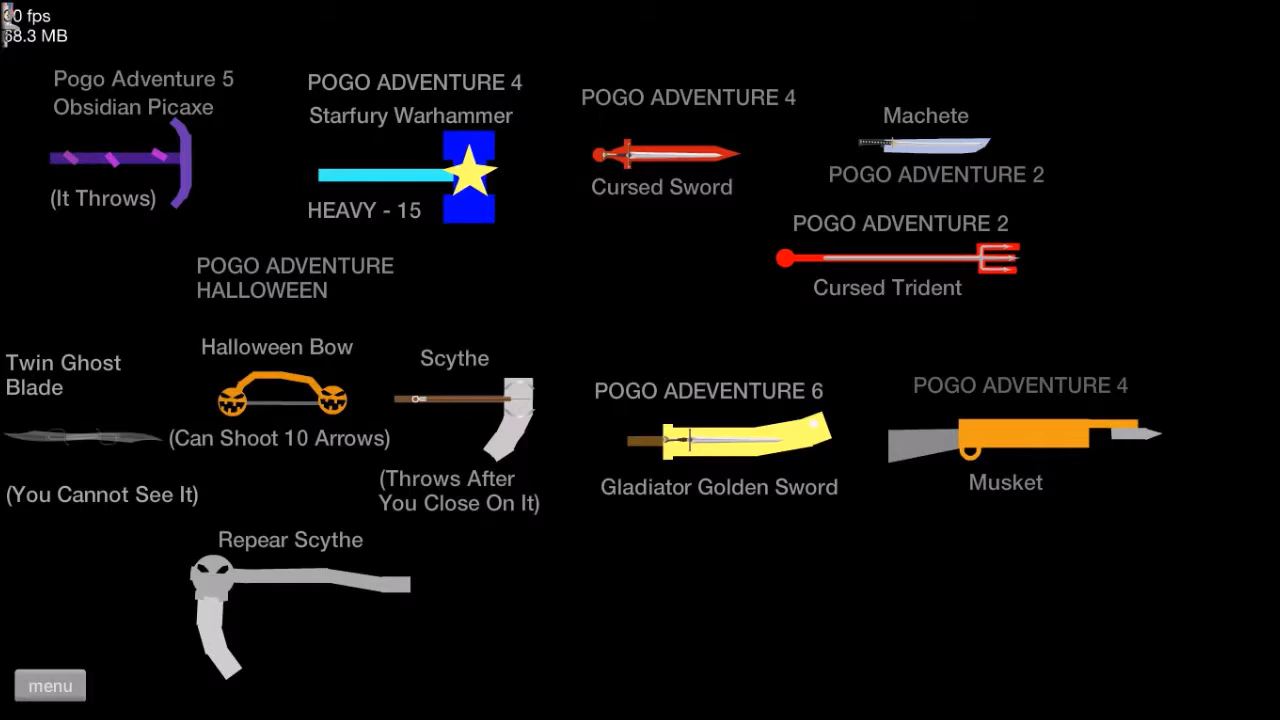 60 fps
68.3 MB
Pogo Adventure 5
Obsidian Picaxe
(It Throws)
POGO ADVENTURE 4
Starfury Warhammer
HEAVY - 15
POGO ADVENTURE 4
Cursed Sword
Machete
POGO ADVENTURE 2
POGO ADVENTURE 2
Cursed Trident
POGO ADVENTURE
HALLOWEEN
Twin Ghost
Blade
(You Cannot See It)
Halloween Bow
(Can Shoot 10 Arrows)
Scythe
(Throws After
You Close On It)
POGO ADEVENTURE 6
Gladiator Golden Sword
POGO ADVENTURE 4
Musket
Repear Scythe
menu